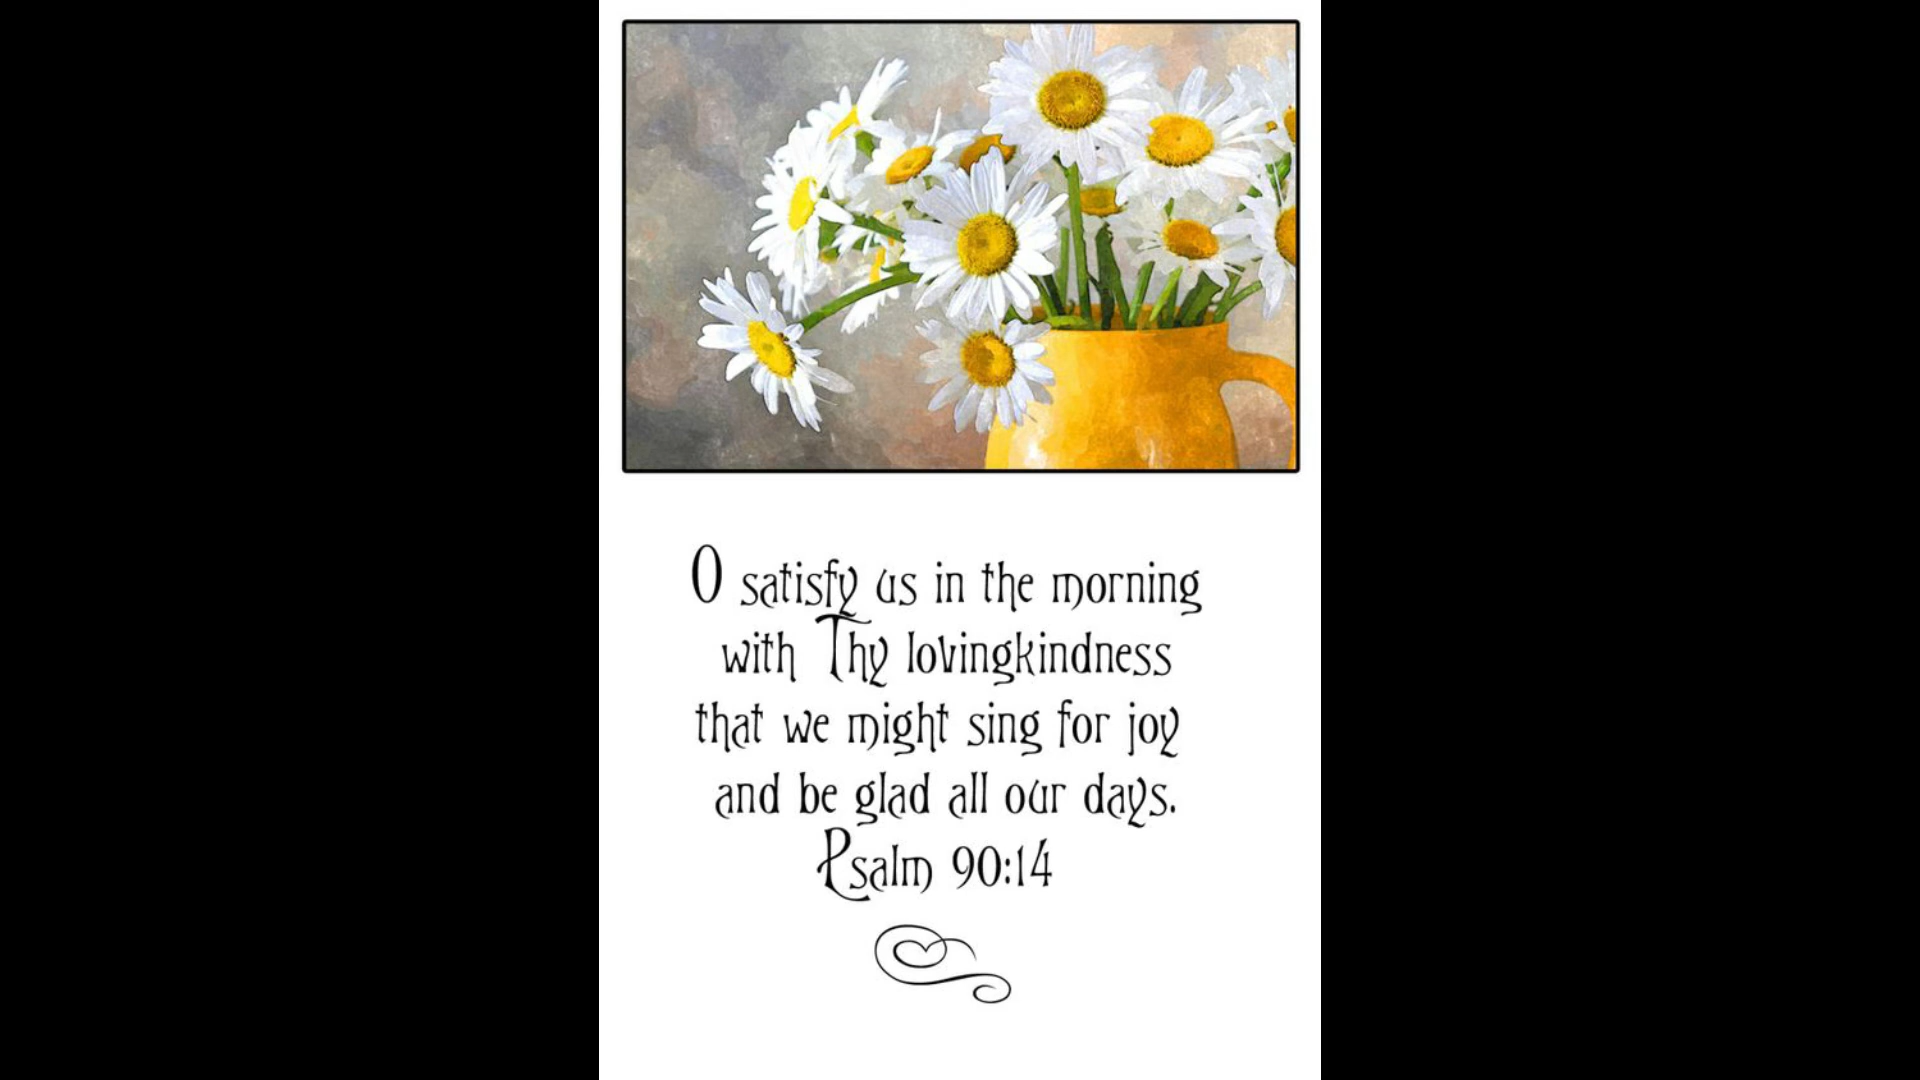 O satisfy us in the morning
with Thy lovingkindness
that we might sing for joy
and be glad all our days.
Psalm 90:14